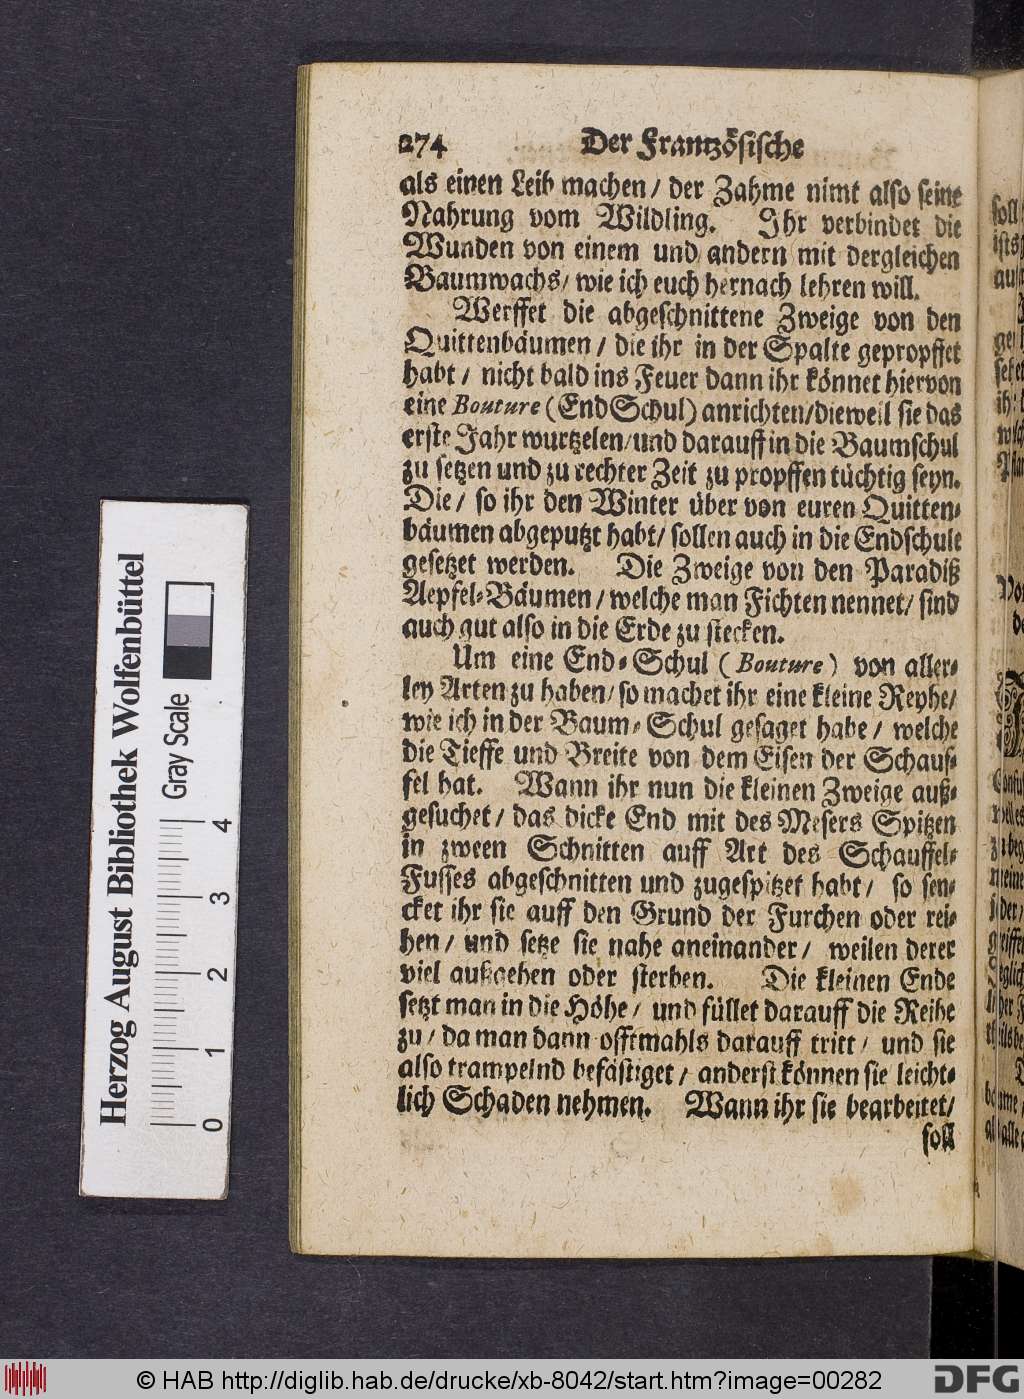 274 Der Frantzösische
als einen Leib machen / der Zahme nimt also seine
Nahrung vom Wildling. Ihr verbindet die
Wunden von einem und andern mit dergleichen
Baumwachs / wie ich euch hernach lehren will.
Werffet die abgeschnittene Zweige von den
Quittenbäumen / die ihr in der Spalte gepropffet
habt / nicht bald ins Feuer dann ihr könnet hiervon
eine Bouture (EndSchul) anrichten / dieweil sie das
erste Jahr wurtzelen / und darauff in die Baumschul
zu setzen und zu rechter Zeit zu propffen tüchtig seyn.
Die / so ihr den Winter über von euren Quitten-
bäumen abgeputzt habt / sollen auch in die Endschule
gesetzet werden. Die Zweige von den Paradiß
Aepfel-Bäumen / welche man Fichten nennet / sind
auch gut also in die Erde zu stecken.
Um eine End-Schul ( Bouture ) von aller-
ley Arten zu haben / so machet ihr eine kleine Reyhe /
wie ich in der Baum-Schul gesaget habe / welche
die Tieffe und Breite von dem Eisen der Schauf-
fel hat. Wann ihr nun die kleinen Zweige auß-
gesuchet / das dicke End mit des Mesers Spitzen
in zween Schnitten auff Art des Schauffel-
Fusses abgeschnitten und zugespitzet habt / so sen-
cket ihr sie auff den Grund der Furchen oder rei-
hen / und setze sie nahe aneinander / weilen derer
viel außgehen oder sterben. Die kleinen Ende
setzt man in die Höhe / und füllet darauff die Reihe
zu / da man dann offtmahls darauff tritt / und sie
also trampelnd befästiget / anderst können sie leicht-
lich Schaden nehmen. Wann ihr sie bearbeitet /
soll
Herzog August Bibliothek Wolfenbüttel
Gray Scale
0 1 2 3 4
© HAB http://diglib.hab.de/drucke/xb-8042/start.htm?image=00282
DFG